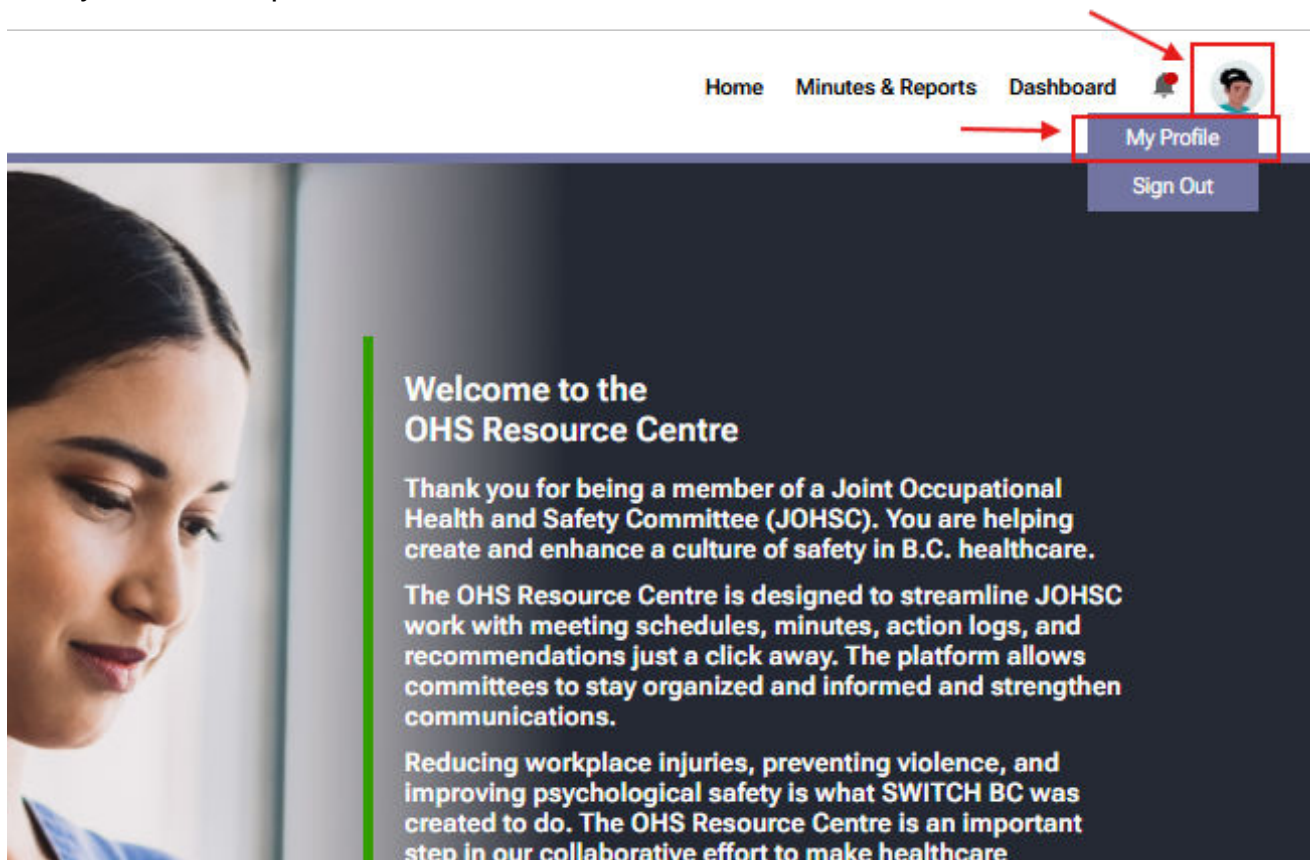 Home Minutes & Reports Dashboard
My Profile
Sign Out
Welcome to the
OHS Resource Centre
Thank you for being a member of a Joint Occupational
Health and Safety Committee (JOHSC). You are helping
create and enhance a culture of safety in B.C. healthcare.
The OHS Resource Centre is designed to streamline JOHSC
work with meeting schedules, minutes, action logs, and
recommendations just a click away. The platform allows
committees to stay organized and informed and strengthen
communications.
Reducing workplace injuries, preventing violence, and
improving psychological safety is what SWITCH BC was
created to do. The OHS Resource Centre is an important
step in our collaborative effort to make healthcare